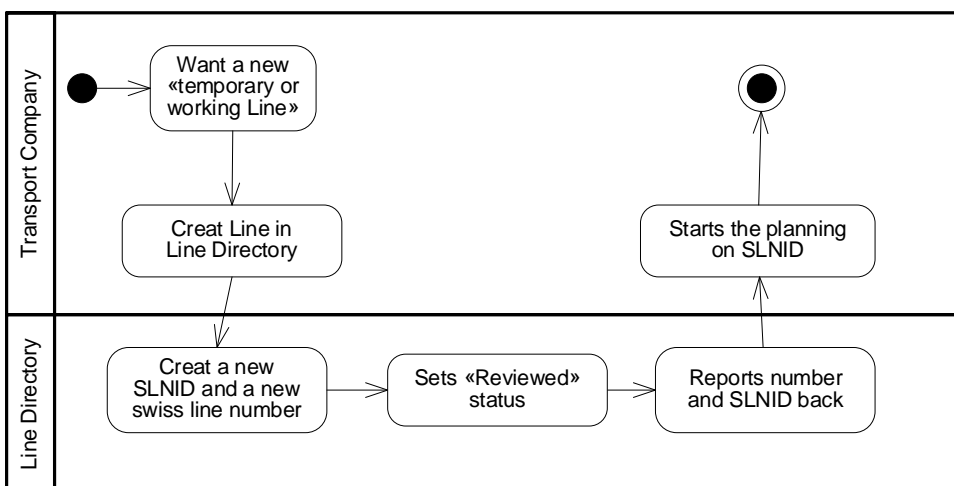 Transport Company
Want a new
«temporary or
working Line»
Creat Line in
Line Directory
Starts the planning
on SLNID
Line Directory
Creat a new
SLNID and a new
swiss line number
Sets «Reviewed»
status
Reports number
and SLNID back